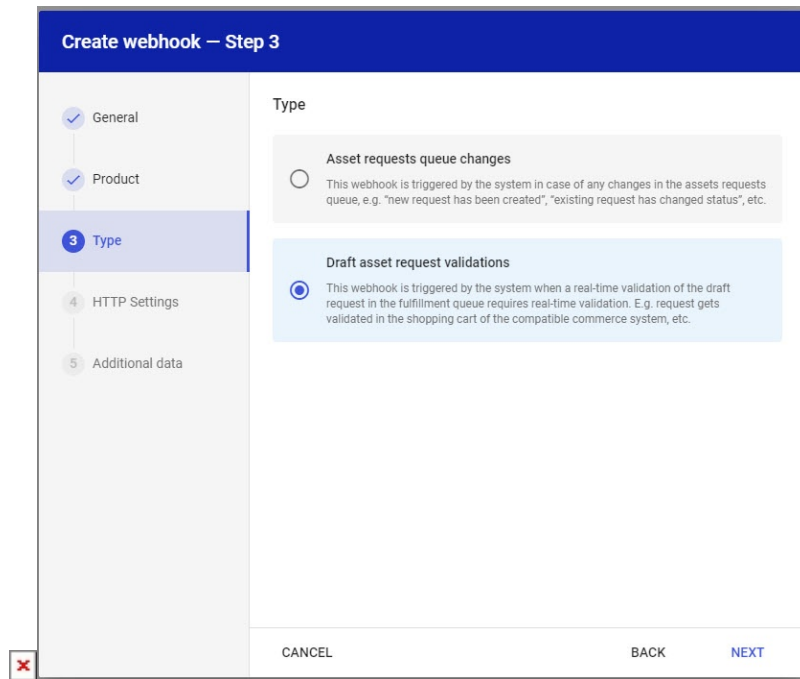 Create webhook — Step 3
General
Product
3 Type
4 HTTP Settings
5 Additional data
Type
Asset requests queue changes
This webhook is triggered by the system in case of any changes in the assets requests
queue, e.g. "new request has been created", "existing request has changed status", etc.
Draft asset request validations
This webhook is triggered by the system when a real-time validation of the draft
request in the fulfillment queue requires real-time validation. E.g. request gets
validated in the shopping cart of the compatible commerce system, etc.
CANCEL
BACK
NEXT